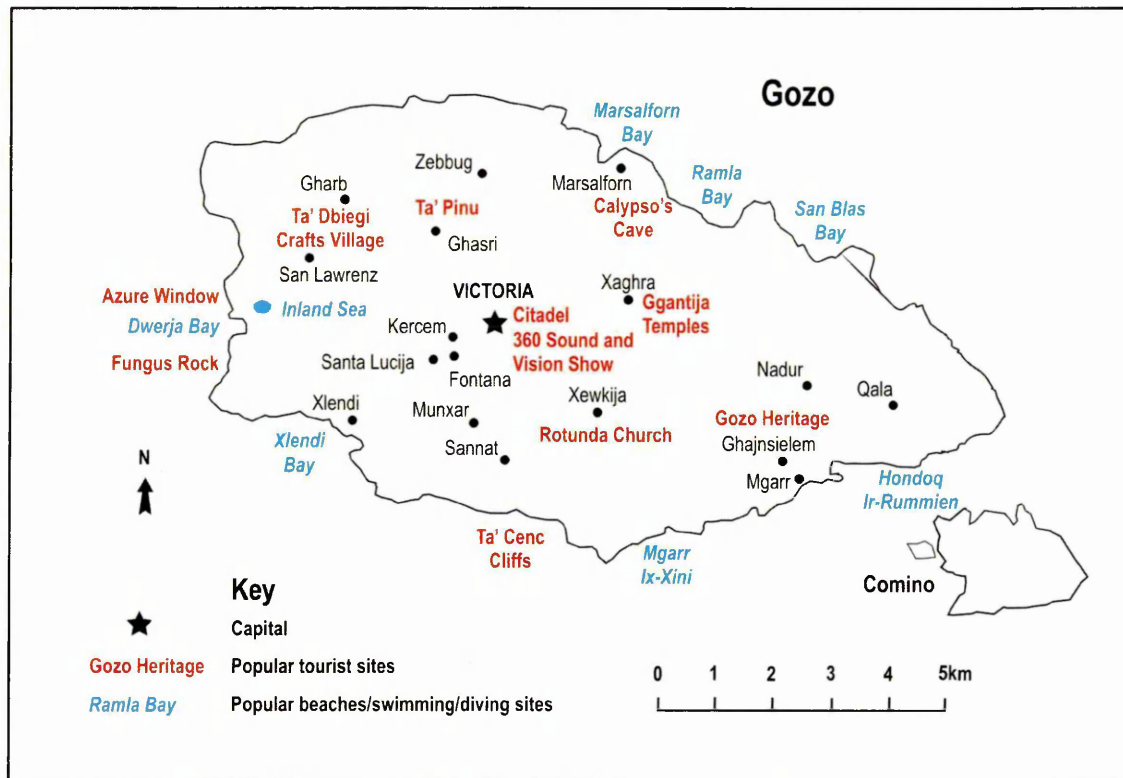 Gozo
Marsalforn
Bay
Zebbug
Marsalforn
Ramla
Bay
Gharb
Ta' Dbiegi
Crafts Village
Ta' Pinu
Calypso's
Cave
San Blas
Bay
Ghasri
San Lawrenz
Azure Window
Dwerja Bay
Inland Sea
Fungus Rock
VICTORIA
Citadel
360 Sound and
Vision Show
Xaghra
Ggantija
Temples
Kercem
Santa Lucija
Fontana
Nadur
Qala
Xlendi
Munxar
Xewkija
Rotunda Church
Gozo Heritage
Ghajnsielem
Xlendi
Bay
Sannat
Mgarr
Hondoq
Ir-Rummien
N
Ta' Cenc
Cliffs
Mgarr
Ix-Xini
Comino
Key
Capital
Gozo Heritage Popular tourist sites
Ramla Bay Popular beaches/swimming/diving sites
0 1 2 3 4 5km